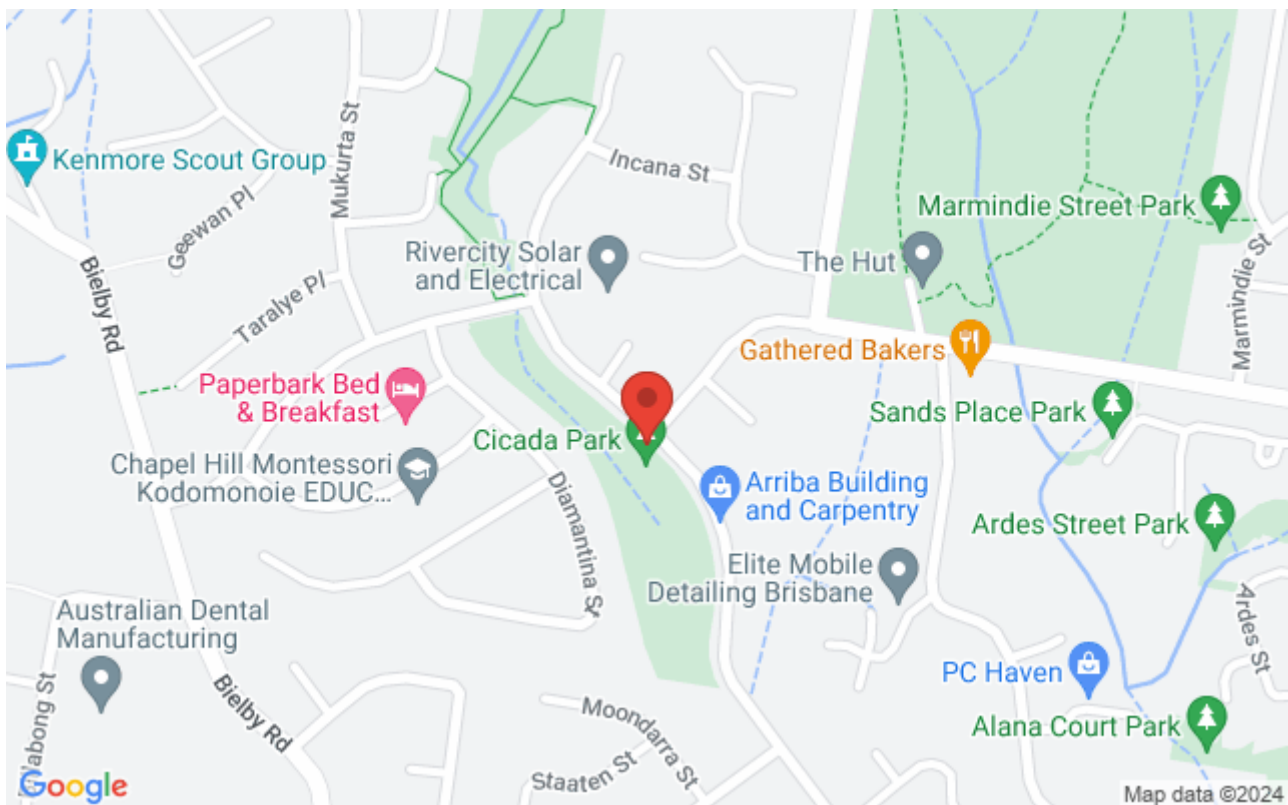 Kenmore Scout Group
Mukurta St
Incana St
Geewan Pl
Marmindie Street Park
Rivercity Solar
and Electrical
The Hut
Marmindie St
Bielby Rd
Taralye Pl
Gathered Bakers
Paperbark Bed
& Breakfast
Sands Place Park
Cicada Park
Chapel Hill Montessori
Kodomonoie EDUC...
Arriba Building
and Carpentry
Diamantina St
Ardes Street Park
Elite Mobile
Detailing Brisbane
Australian Dental
Manufacturing
Ardes St
PC Haven
Bielby Rd
Moondarra St
Alana Court Park
Staaten St
Google
Map data ©2024